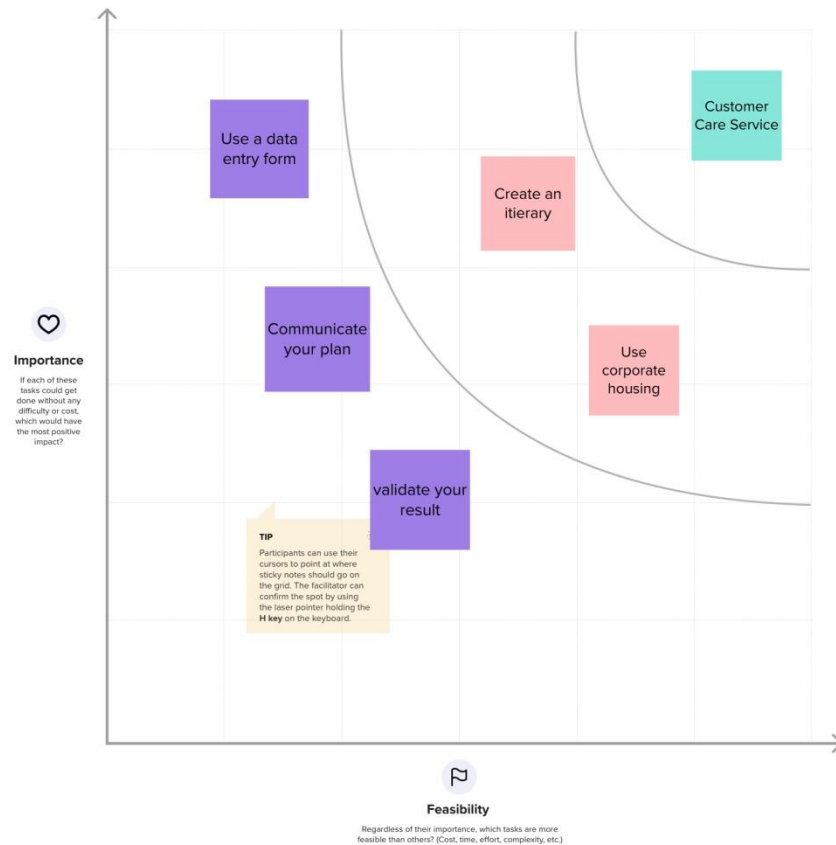 Use a data
entry form
Customer
Care Service
Create an
itierary
Communicate
your plan
Use
corporate
housing
validate your
result
Importance
If each of these
tasks could get
done without any
difficulty or cost,
which would have
the most positive
impact?
TIP
Participants can use their
cursors to point at where
sticky notes should go on
the grid. The facilitator can
confirm the spot by using
the laser pointer holding the
H key on the keyboard.
Feasibility
Regardless of their importance, which tasks are more
feasible than others? (Cost, time, effort, complexity, etc.)